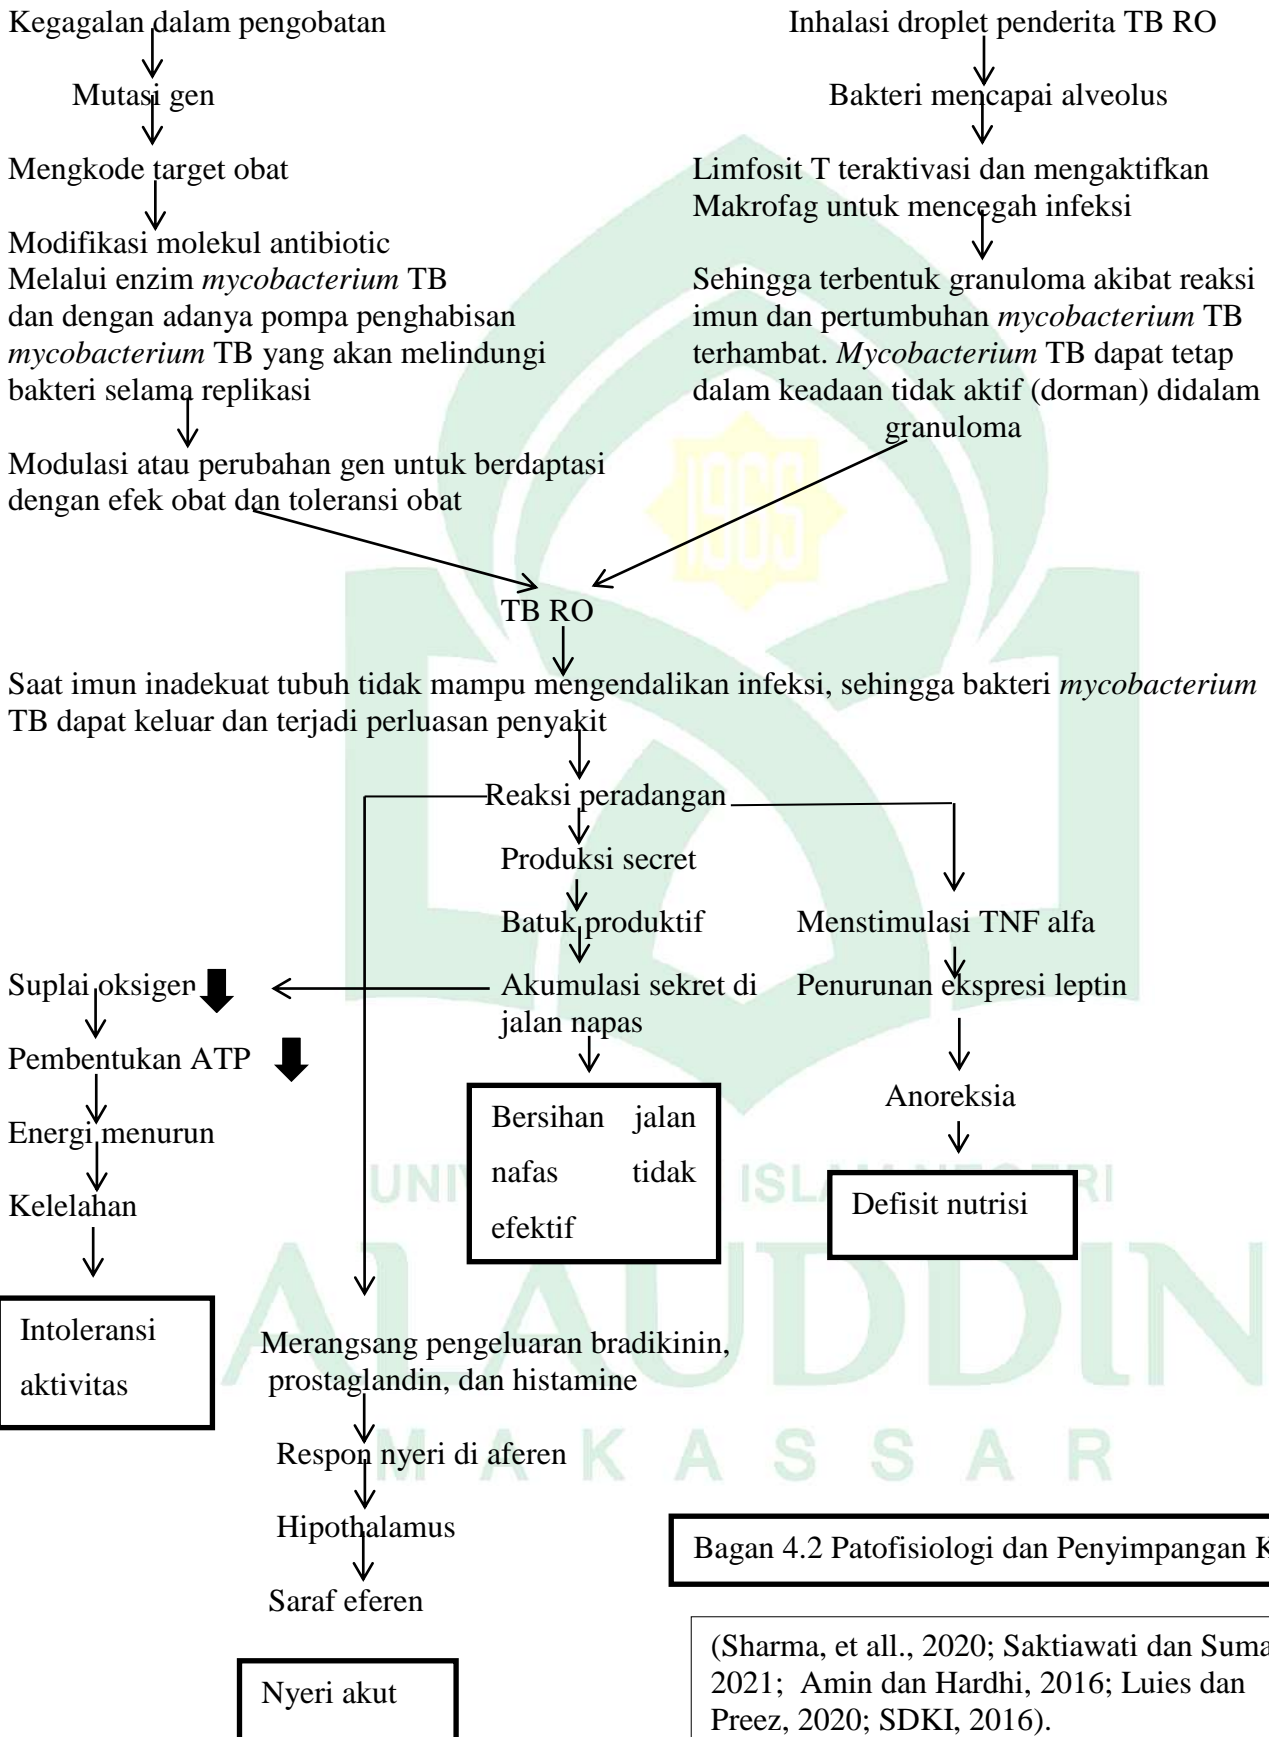 Kegagalan dalam pengobatan
Mutasi gen
Mengkode target obat
Modifikasi molekul antibiotic
Melalui enzim mycobacterium TB
dan dengan adanya pompa penghabisan
mycobacterium TB yang akan melindungi
bakteri selama replikasi
Modulasi atau perubahan gen untuk berdaptasi
dengan efek obat dan toleransi obat
Inhalasi droplet penderita TB RO
Bakteri mencapai alveolus
Limfosit T teraktivasi dan mengaktifkan
Makrofag untuk mencegah infeksi
Sehingga terbentuk granuloma akibat reaksi
imun dan pertumbuhan mycobacterium TB
terhambat. Mycobacterium TB dapat tetap
dalam keadaan tidak aktif (dorman) didalam
granuloma
1965
TB RO
Saat imun inadekuat tubuh tidak mampu mengendalikan infeksi, sehingga bakteri mycobacterium
TB dapat keluar dan terjadi perluasan penyakit
Reaksi peradangan
Produksi secret
Batuk produktif
Akumulasi sekret di
jalan napas
Bersihan jalan
nafas tidak
efektif
Menstimulasi TNF alfa
Penurunan ekspresi leptin
Anoreksia
Defisit nutrisi
Suplai oksigen
Pembentukan ATP
Energi menurun
Kelelahan
Intoleransi
aktivitas
Merangsang pengeluaran bradikinin,
prostaglandin, dan histamine
Respon nyeri di aferen
Hipothalamus
Saraf eferen
Nyeri akut
ALAUDDIN
MAKASSAR
Bagan 4.2 Patofisiologi dan Penyimpangan K
(Sharma, et all., 2020; Saktiawati dan Suma
2021; Amin dan Hardhi, 2016; Luies dan
Preez, 2020; SDKI, 2016).